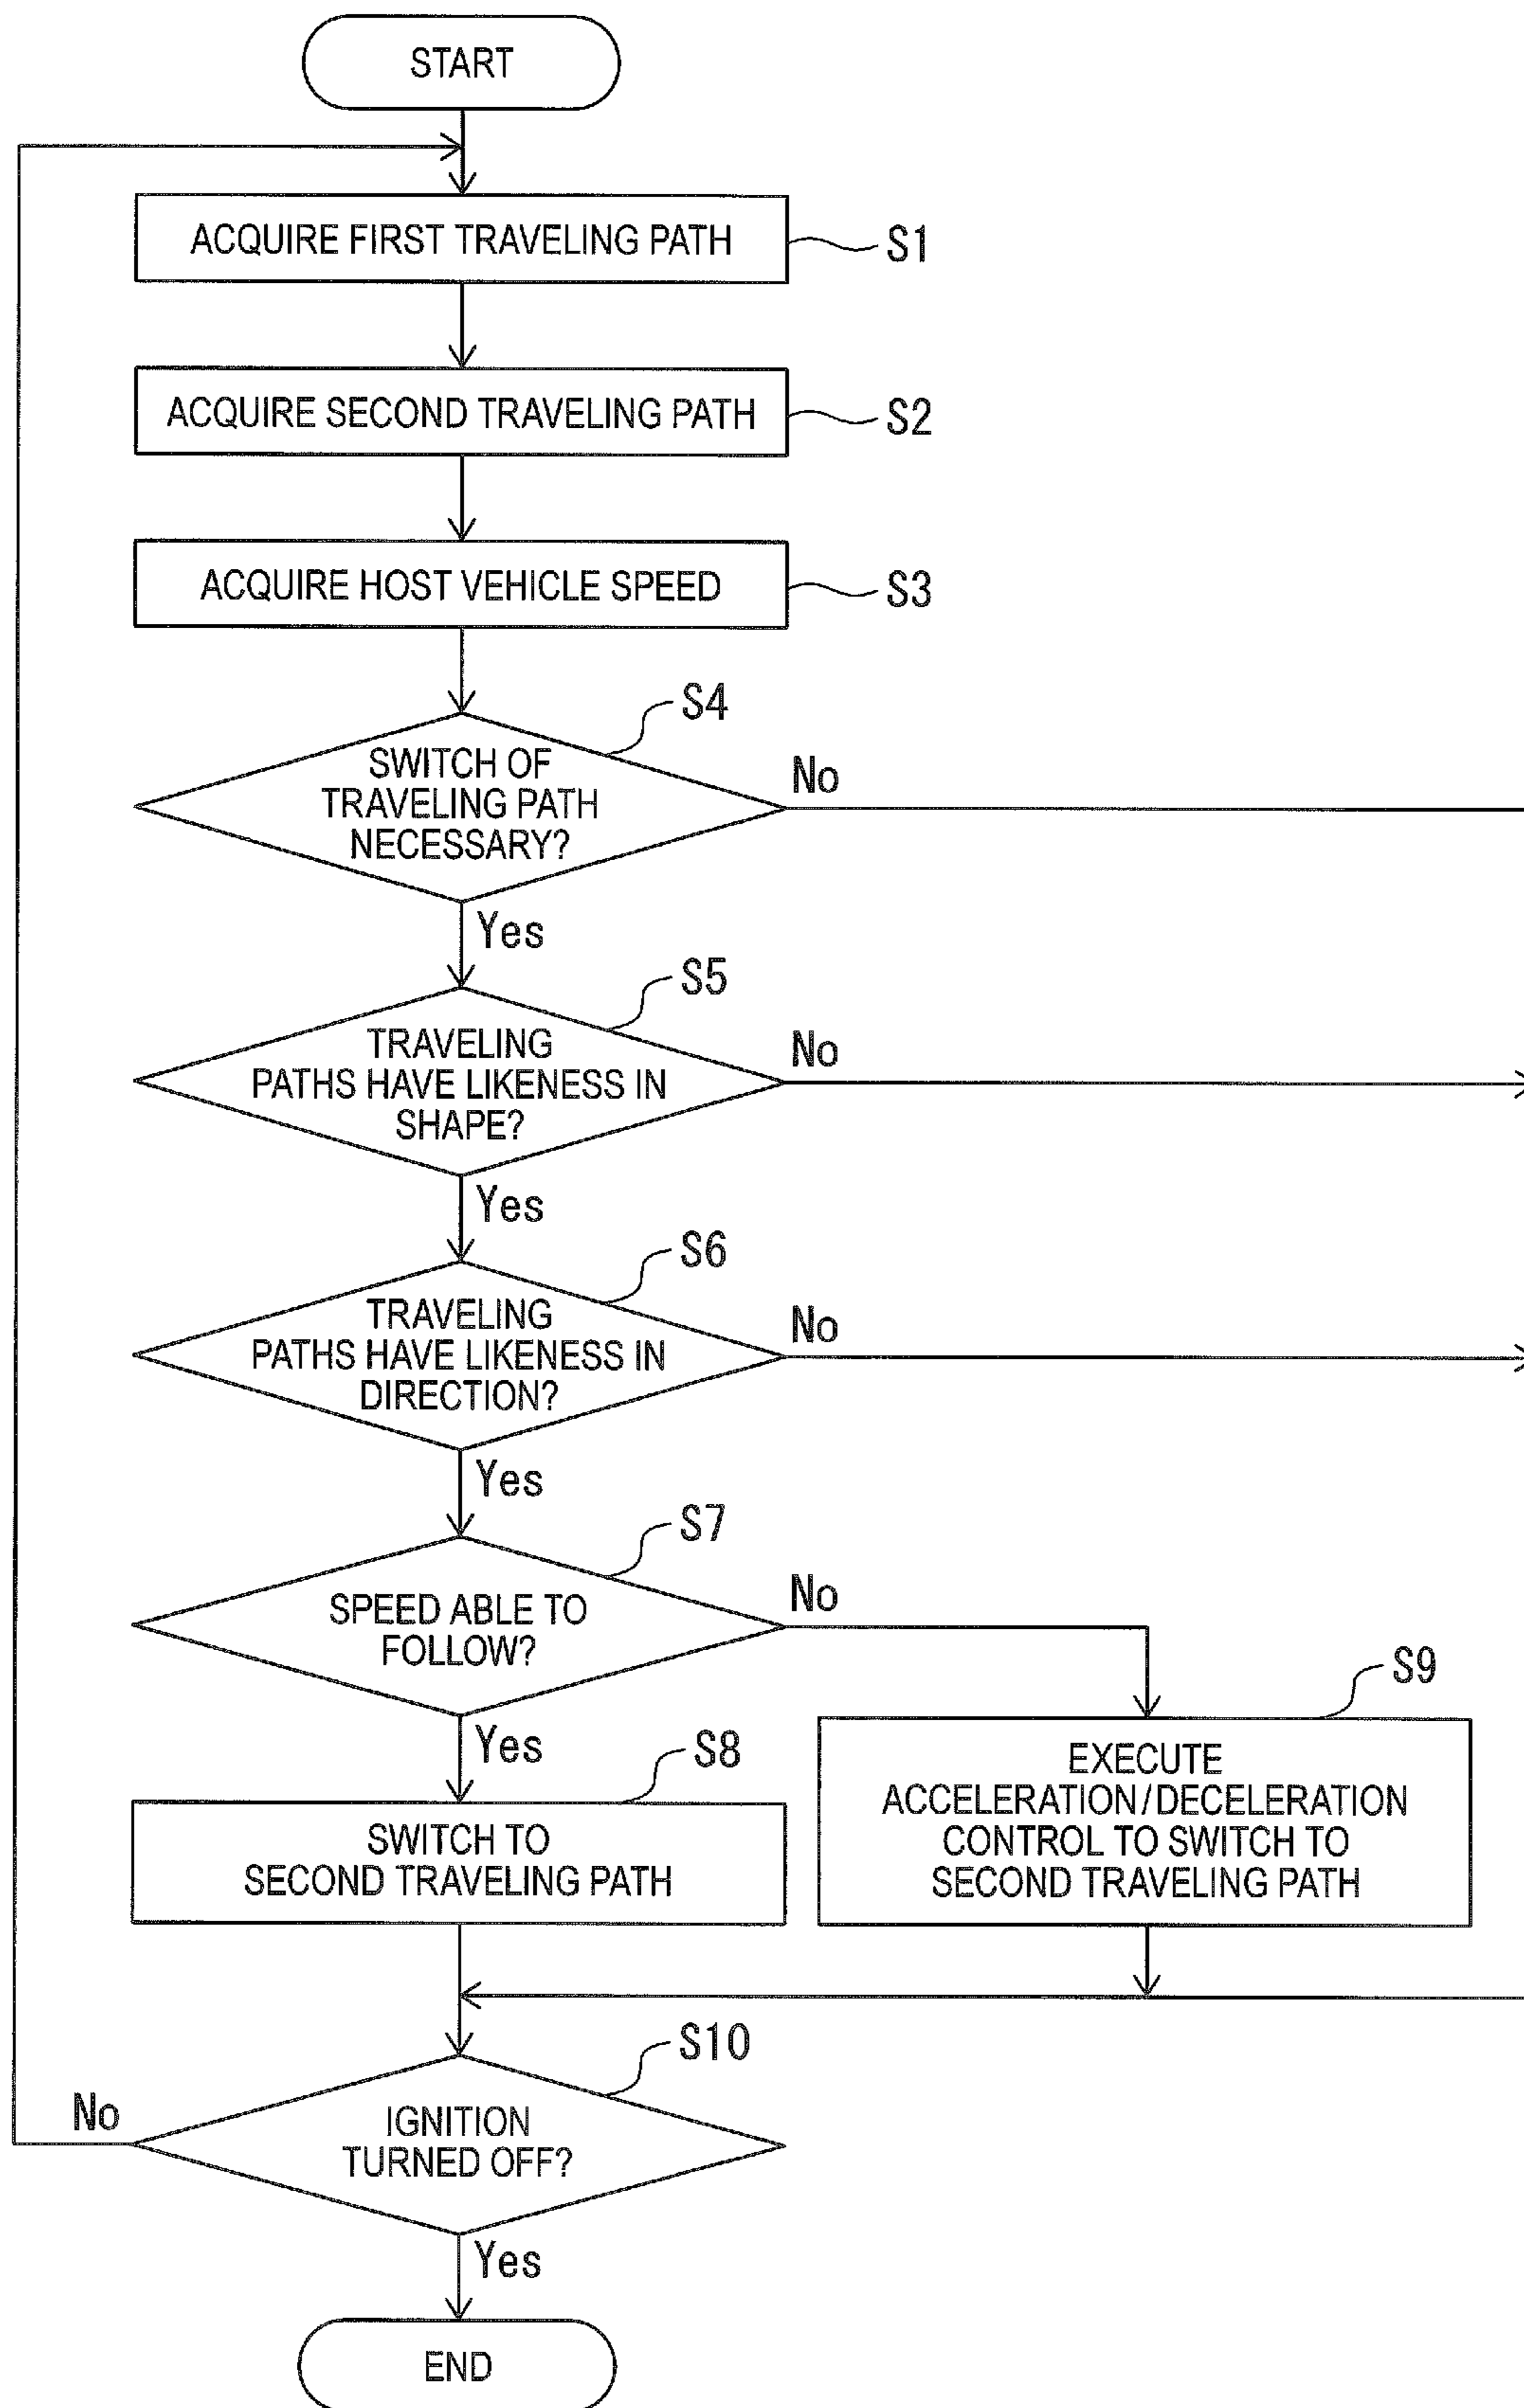 START
ACQUIRE FIRST TRAVELING PATH
S1
ACQUIRE SECOND TRAVELING PATH
S2
ACQUIRE HOST VEHICLE SPEED
S3
S4
SWITCH OF
TRAVELING PATH
NECESSARY?
No
Yes
S5
TRAVELING
PATHS HAVE LIKENESS IN
SHAPE?
No
Yes
S6
TRAVELING
PATHS HAVE LIKENESS IN
DIRECTION?
No
Yes
S7
SPEED ABLE TO
FOLLOW?
No
Yes
S8
SWITCH TO
SECOND TRAVELING PATH
S9
EXECUTE
ACCELERATION/DECELERATION
CONTROL TO SWITCH TO
SECOND TRAVELING PATH
S10
IGNITION
TURNED OFF?
No
Yes
END